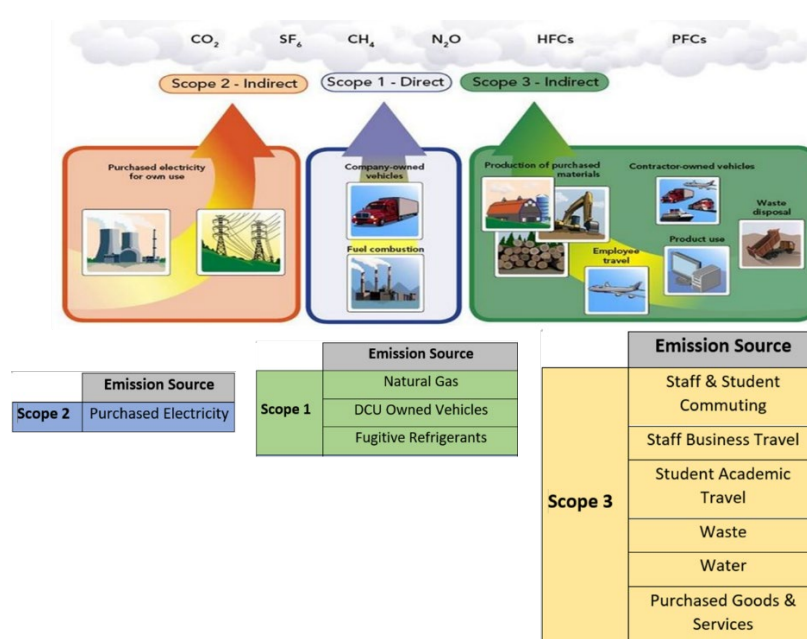 CO₂ SF₆ CH₄ N₂O HFCs PFCs
Scope 2 - Indirect Scope 1 - Direct Scope 3 - Indirect
Purchased electricity
for own use
Company-owned
vehicles
Fuel combustion
Production of purchased
materials
Contractor-owned vehicles
Waste
disposal
Product use
Employee
travel
Emission Source
Scope 2 Purchased Electricity
Emission Source
Scope 1
Natural Gas
DCU Owned Vehicles
Fugitive Refrigerants
Emission Source
Scope 3
Staff & Student
Commuting
Staff Business Travel
Student Academic
Travel
Waste
Water
Purchased Goods &
Services